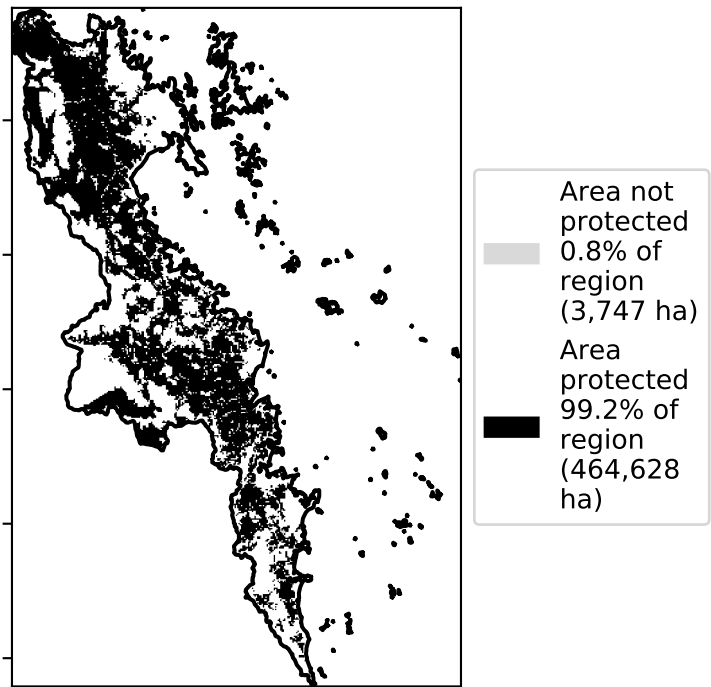 Area not
protected
0.8% of
region
(3,747 ha)
Area
protected
99.2% of
region
(464,628
ha)